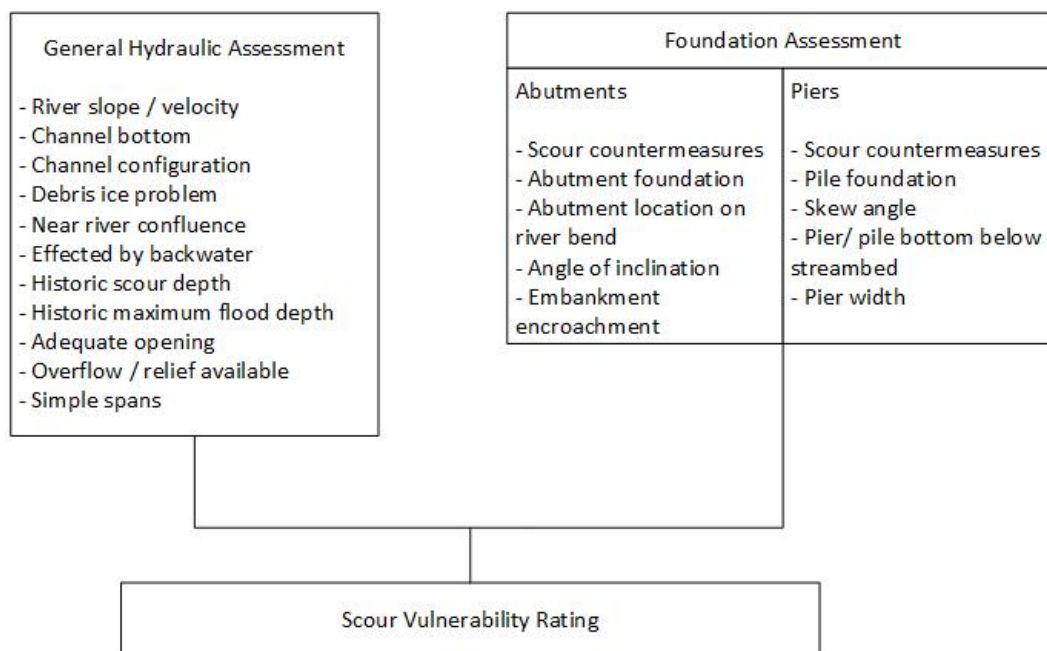 General Hydraulic Assessment
- River slope / velocity
- Channel bottom
- Channel configuration
- Debris ice problem
- Near river confluence
- Effected by backwater
- Historic scour depth
- Historic maximum flood depth
- Adequate opening
- Overflow / relief available
- Simple spans
Foundation Assessment
Abutments
- Scour countermeasures
- Abutment foundation
- Abutment location on
river bend
- Angle of inclination
- Embankment
encroachment
Piers
- Scour countermeasures
- Pile foundation
- Skew angle
- Pier/ pile bottom below
streambed
- Pier width
Scour Vulnerability Rating